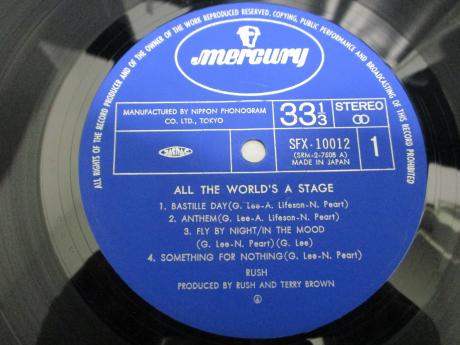 ALL RIGHTS OF THE RECORD PRODUCER AND OF THE OWNER OF THE WORK REPRODUCED RESERVED. COPYING, PUBLIC PERFORMANCE AND BROADCASTING OF THIS RECORD PROHIBITED
mercury
MANUFACTURED BY NIPPON PHONOGRAM
CO. LTD., TOKYO
33 1/3
STEREO
SFX-10012
(SRM-2-7508 A)
MADE IN JAPAN
1
ALL THE WORLD'S A STAGE
1. BASTILLE DAY(G. Lee-A. Lifeson-N. Peart)
2. ANTHEM(G. Lee-A. Lifeson-N. Peart)
3. FLY BY NIGHT/IN THE MOOD
(G. Lee-N. Peart)(G. Lee)
4. SOMETHING FOR NOTHING(G. Lee-N. Peart)
RUSH
PRODUCED BY RUSH AND TERRY BROWN